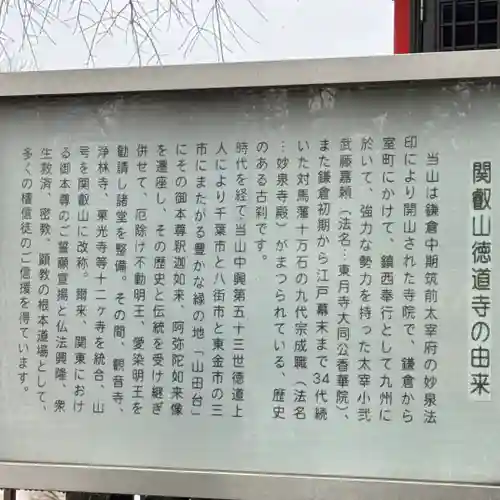 関叡山徳道寺の由来
当山は鎌倉中期筑前太宰府の妙泉法
印により開山された寺院で、鎌倉から
室町にかけて、鎮西奉行として九州に
於いて、強力な勢力を持った太宰小弐
武藤嘉頼(法名…東月寺大同公香華院)、
また鎌倉初期から江戸幕末まで34代続
いた対馬藩十万石の九代宗成職(法名
…妙泉寺殿)がまつられている、歴史
のある古刹です。
時代を経て当山中興第五十三世徳道上
人により千葉市と八街市と東金市の三
市にまたがる豊かな緑の地「山田台」
にその御本尊釈迦如来、阿弥陀如来像
を遷座し、その歴史と伝統を受け継ぎ
併せて、厄除け不動明王、愛染明王を
勧請し諸堂を整備。その間、観音寺、
浄林寺、東光寺等十二ヶ寺を統合、山
号を関叡山に改称。爾来、関東におけ
る御本尊のご誓願宣揚と仏法興隆、衆
生救済、密教、顕教の根本道場として、
多くの檀信徒のご信援を得ています。